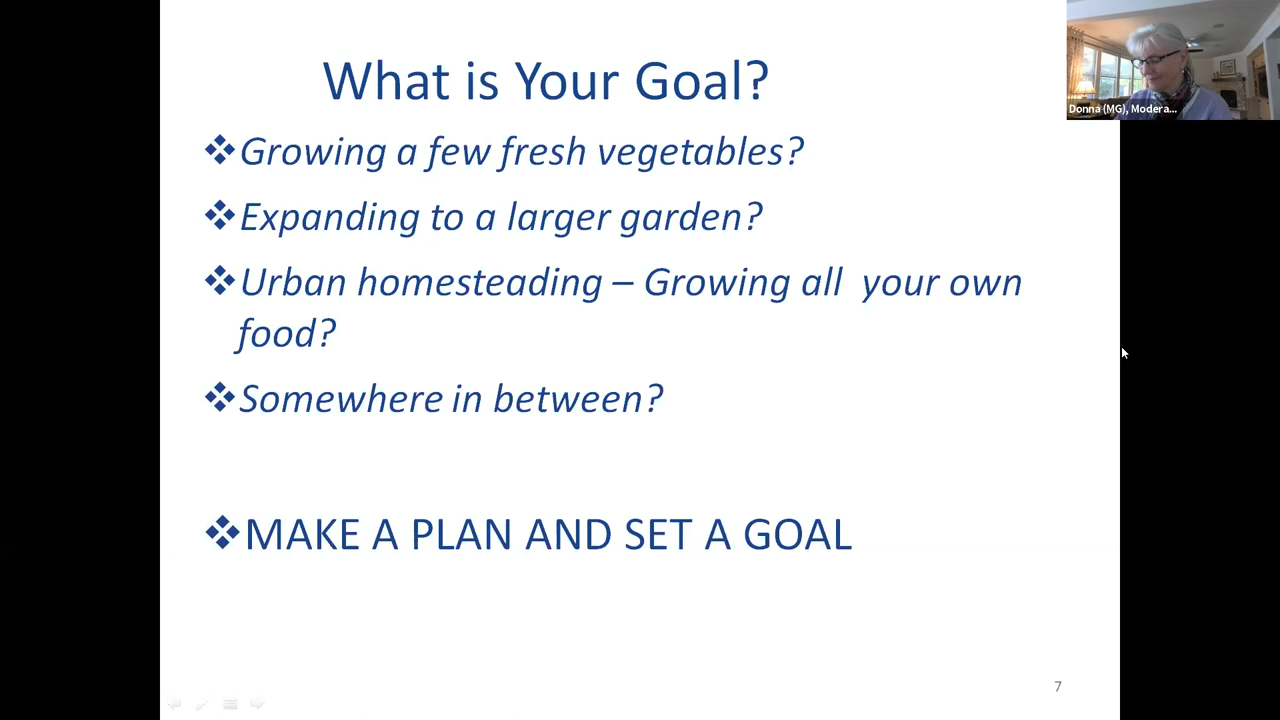 What is Your Goal?
❖Growing a few fresh vegetables?
❖Expanding to a larger garden?
❖Urban homesteading – Growing all  your own
food?
❖Somewhere in between?
❖MAKE A PLAN AND SET A GOAL
7
Donna (MG), Modera...